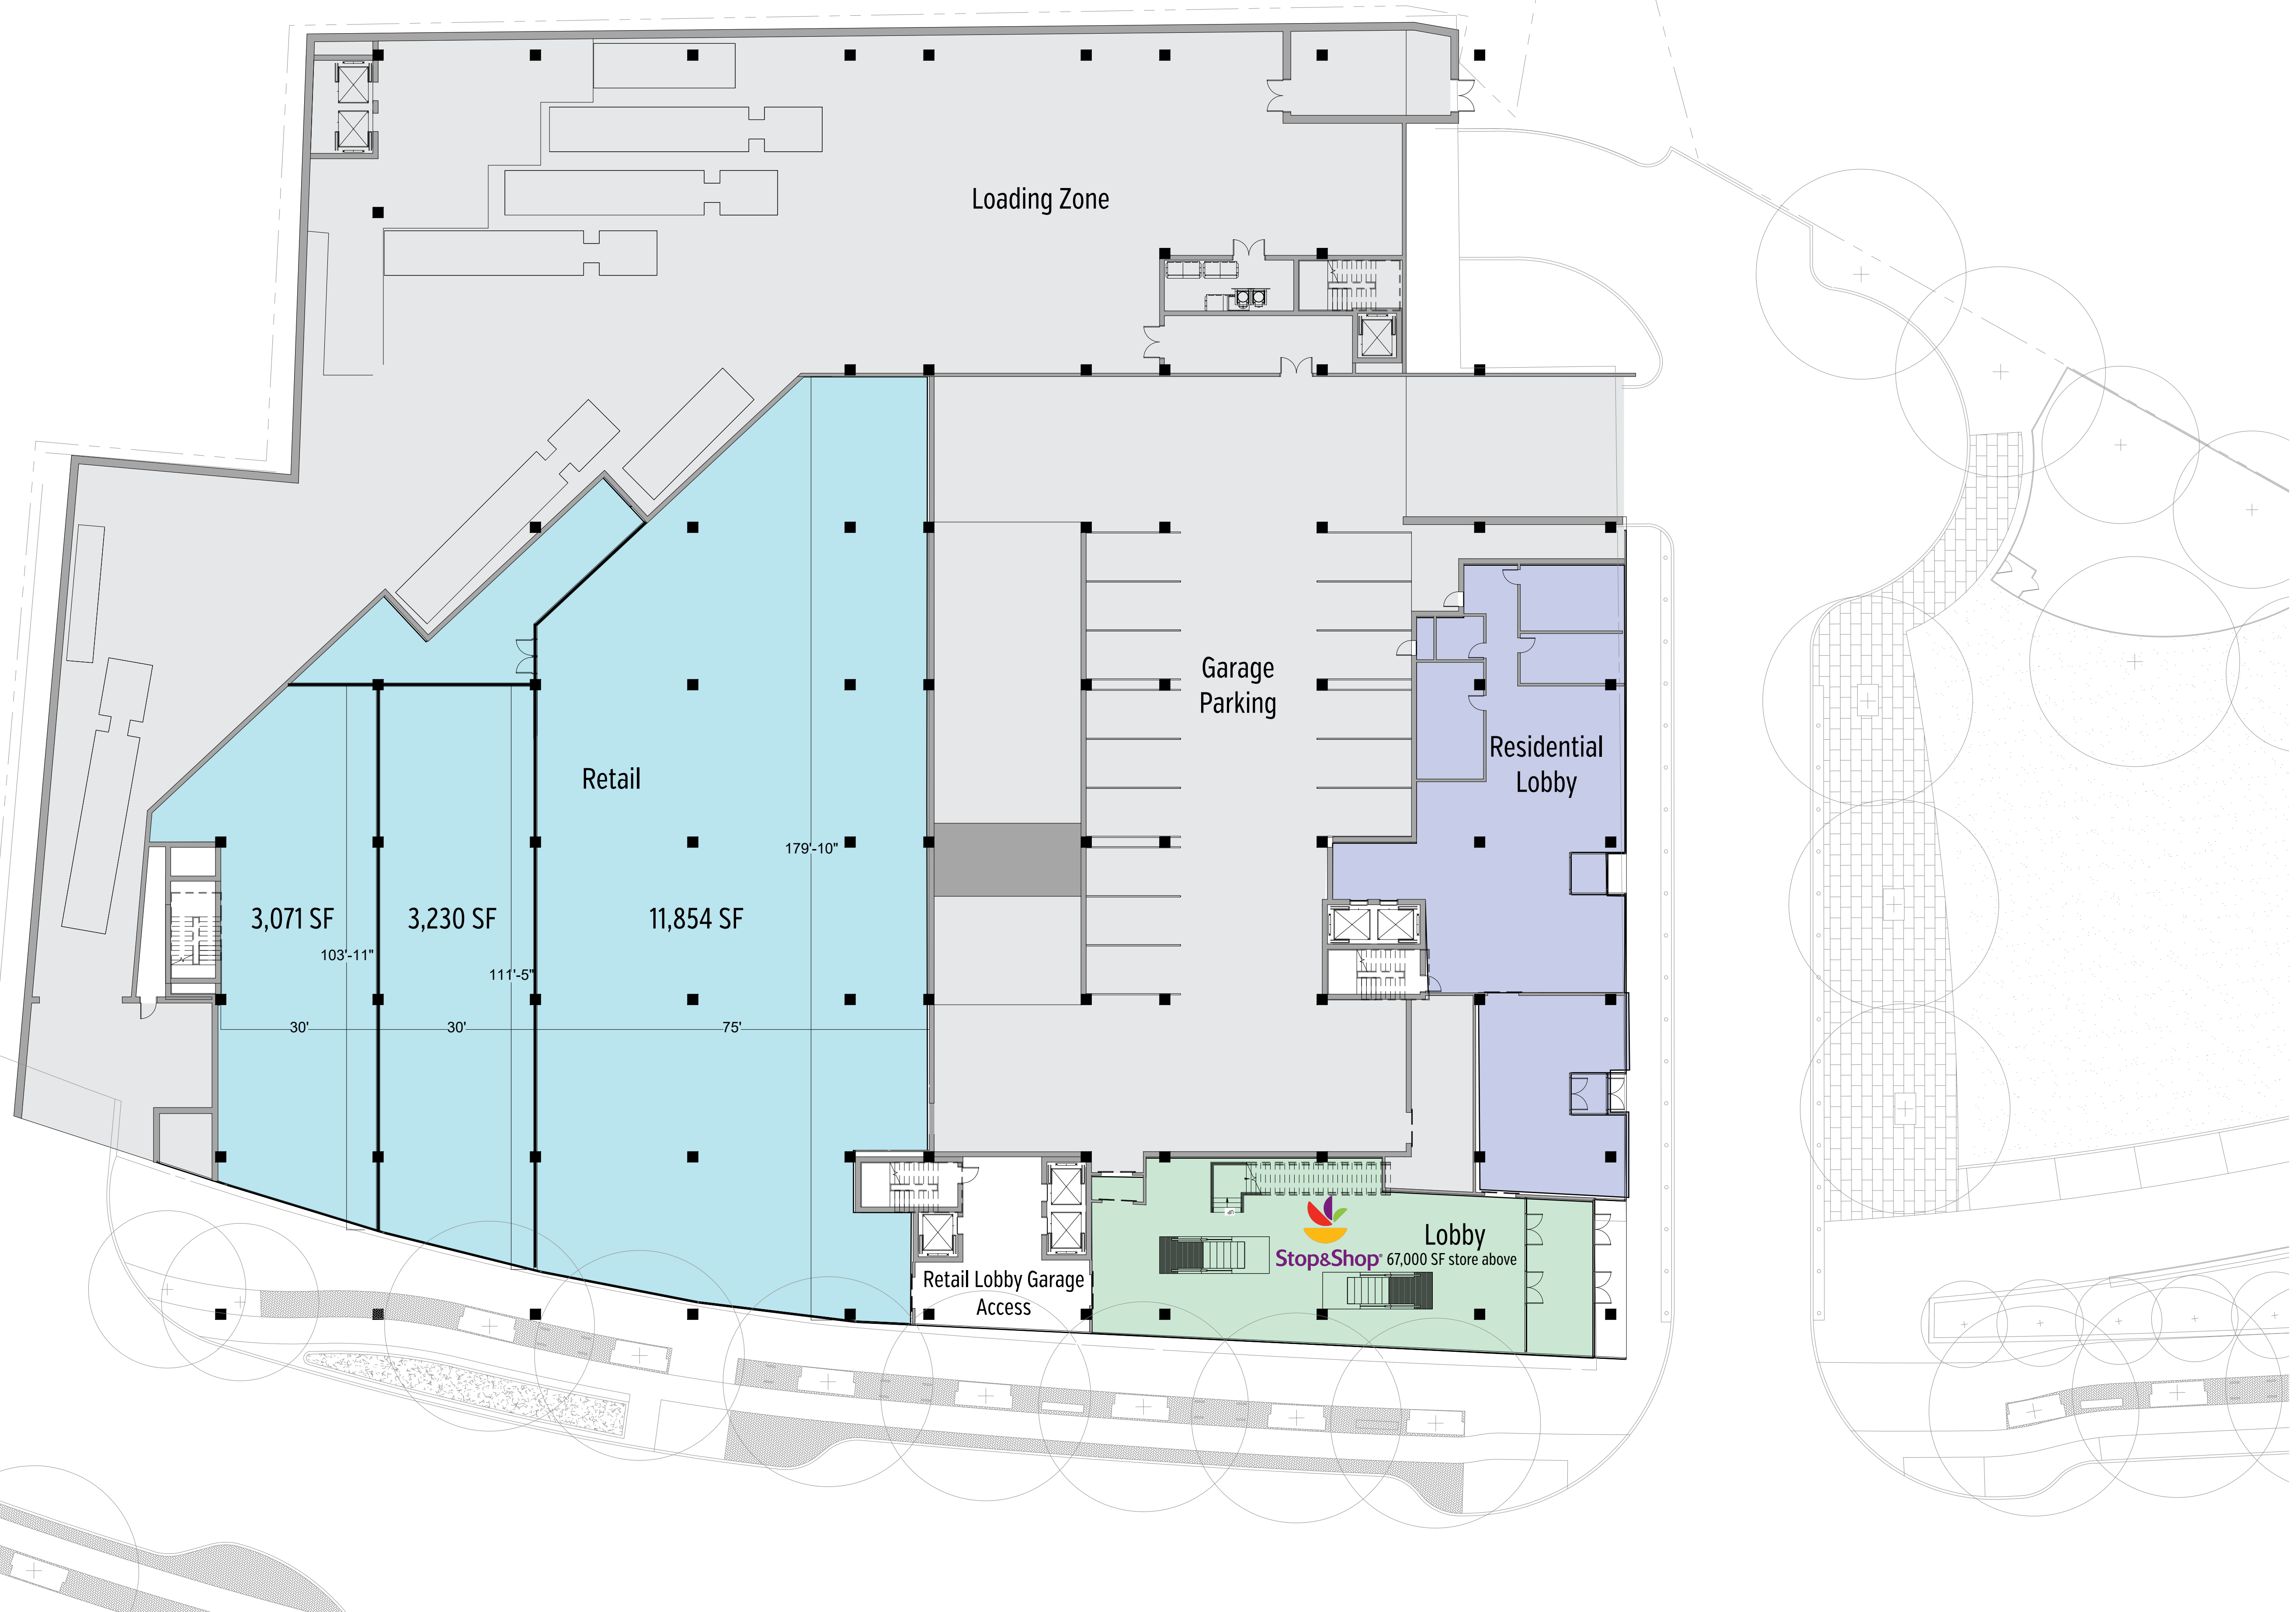 Loading Zone
Garage
Parking
Residential
Lobby
Retail
179'-10"
3,071 SF
3,230 SF
11,854 SF
103'-11"
111'-5"
30'
30'
75'
UP
Stop&Shop®
Lobby
67,000 SF store above
Retail Lobby Garage
Access